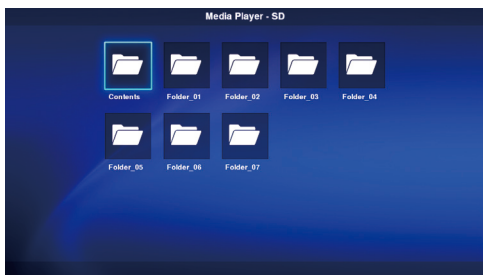 Media Player - SD
Contents Folder_01 Folder_02 Folder_03 Folder_04
Folder_05 Folder_06 Folder_07